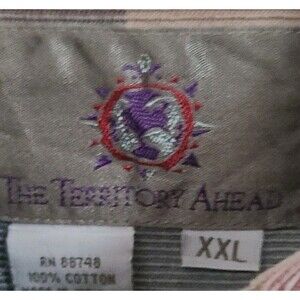 THE TERRITORY AHEAD
XXL
RN 88748
100% COTTON